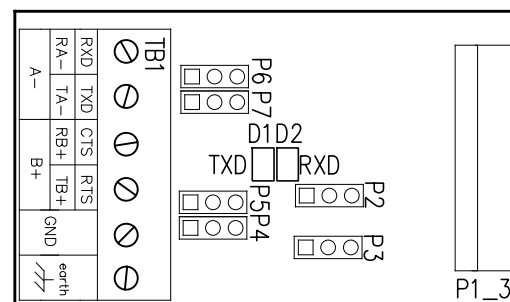 A-
RA- RXD
TA- TXD
B+
RB+ CTS
TB+ RTS
GND
earth
TB1
P6
P7
D1 D2
TXD RXD
P5
P4
P2
P3
P1_3